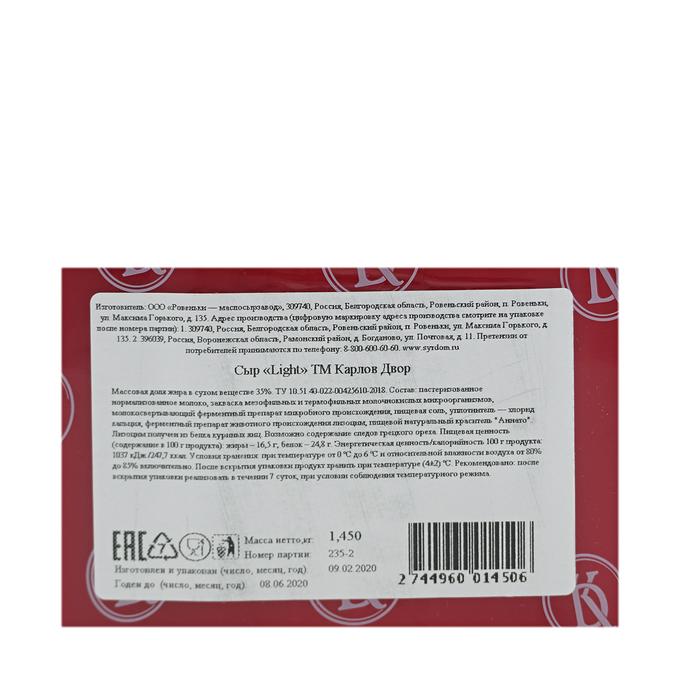 Изготовитель: ООО «Ровеньки — маслосырзавод», 309740, Россия, Белгородская область, Ровеньский район, п. Ровеньки,
ул. Максима Горького, д. 135. Адрес производства (цифровую маркировку адреса производства смотрите на упаковке
после номера партии): 1. 309740, Россия, Белгородская область, Ровеньский район, п. Ровеньки, ул. Максима Горького, д.
135. 2. 396039, Россия, Воронежская область, Рамонский район, д. Богданово, ул. Почтовая, д. 11. Претензии от
потребителей принимаются по телефону: 8-800-600-60-60. www.syrdom.ru
Сыр «Light» ТМ Карлов Двор
Массовая доля жира в сухом веществе 35%. ТУ 10.51.40-022-00425610-2018. Состав: пастеризованное
нормализованное молоко, закваска мезофильных и термофильных молочнокислых микроорганизмов,
молокосвертывающий ферментный препарат микробного происхождения, пищевая соль, уплотнитель — хлорид
кальция, ферментный препарат животного происхождения лизоцим, пищевой натуральный краситель "Аннато".
Лизоцим получен из белка куриных яиц. Возможно содержание следов грецкого ореха. Пищевая ценность
(содержание в 100 г продукта): жиры – 16,5 г, белок – 24,8 г. Энергетическая ценность/калорийность 100 г продукта:
1037 кДж/247,7 ккал. Условия хранения: при температуре от 0 °С до 6 °С и относительной влажности воздуха от 80%
до 85% включительно. После вскрытия упаковки продукт хранить при температуре (4±2) °С. Рекомендовано: после
вскрытия упаковки реализовать в течении 7 суток, при условии соблюдения температурного режима.
EAC 7 Масса нетто,кг: 1,450
Номер партии: 235-2
Изготовлен и упакован (число, месяц, год). 09.02.2020
Годен до (число, месяц, год). 08.06.2020
2 744960 014506